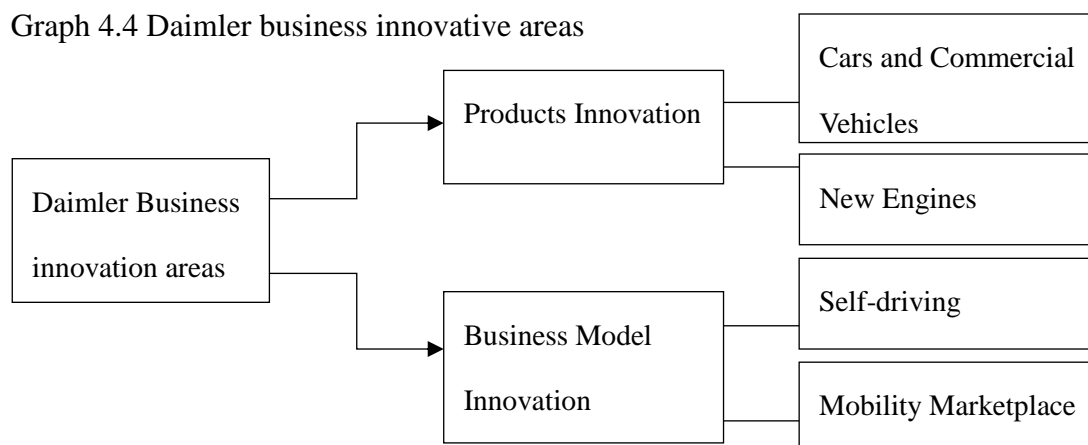 Graph 4.4 Daimler business innovative areas
Daimler Business
innovation areas
Products Innovation
Cars and Commercial
Vehicles
New Engines
Business Model
Innovation
Self-driving
Mobility Marketplace